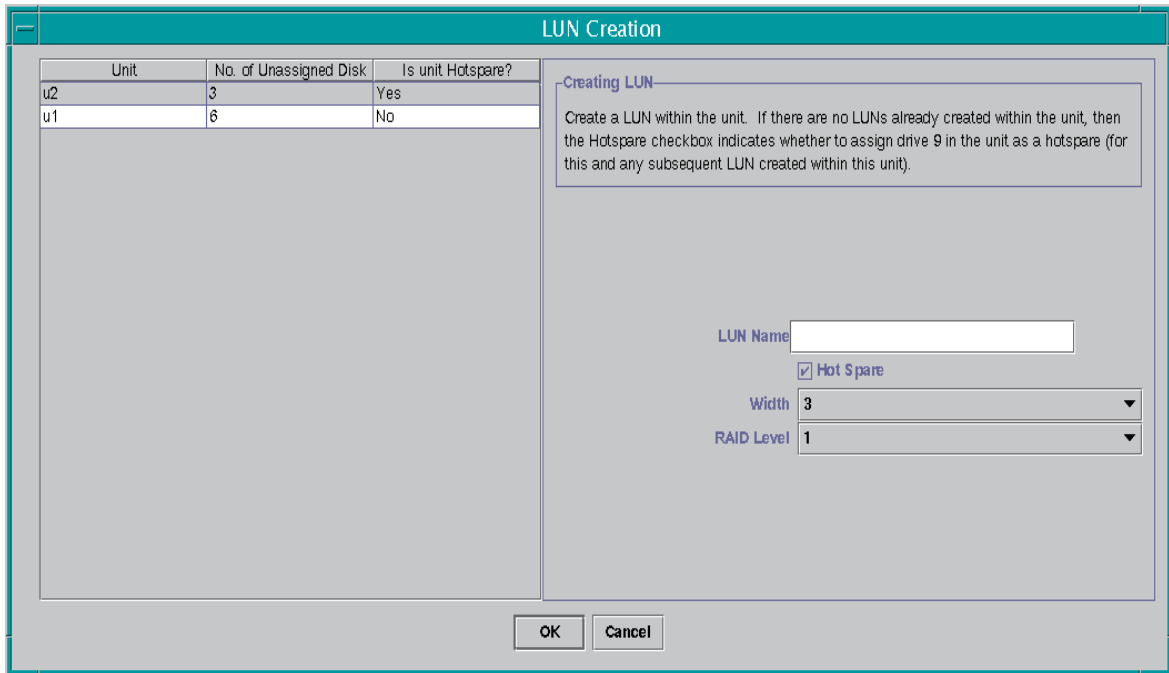 LUN Creation
Unit No. of Unassigned Disk Is unit Hotspare?
u2 3 Yes
u1 6 No
Creating LUN
Create a LUN within the unit. If there are no LUNs already created within the unit, then
the Hotspare checkbox indicates whether to assign drive 9 in the unit as a hotspare (for
this and any subsequent LUN created within this unit).
LUN Name
Hot Spare
Width 3
RAID Level 1
OK Cancel